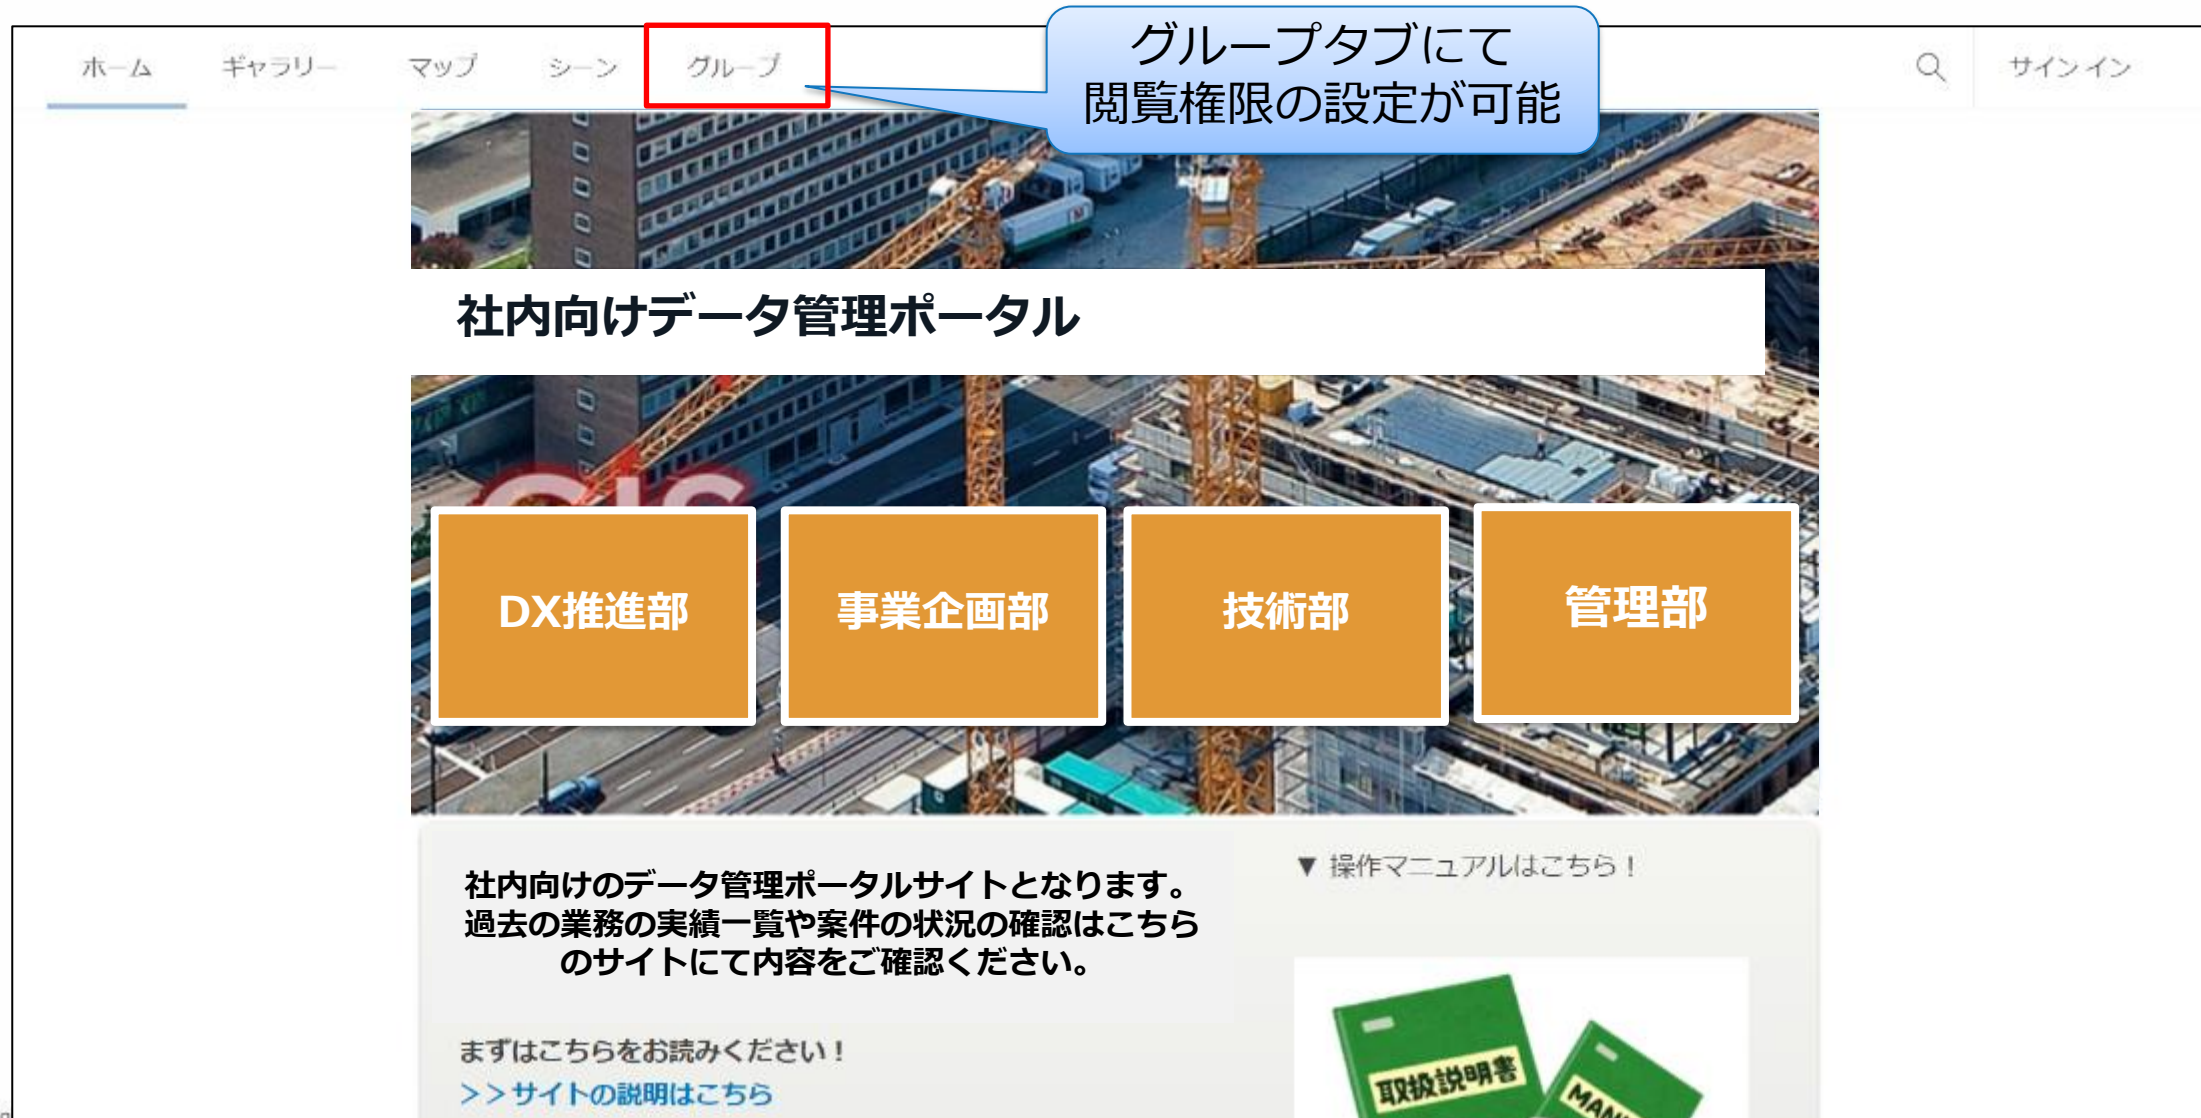 ホーム ギャラリー マップ シーン グループ
グループタブにて
閲覧権限の設定が可能
サインイン
社内向けデータ管理ポータル
GIS
DX推進部
事業企画部
技術部
管理部
社内向けのデータ管理ポータルサイトとなります。
過去の業務の実績一覧や案件の状況の確認はこちら
のサイトにて内容をご確認ください。
まずはこちらをお読みください！
>>サイトの説明はこちら
▼ 操作マニュアルはこちら！
取扱説明書